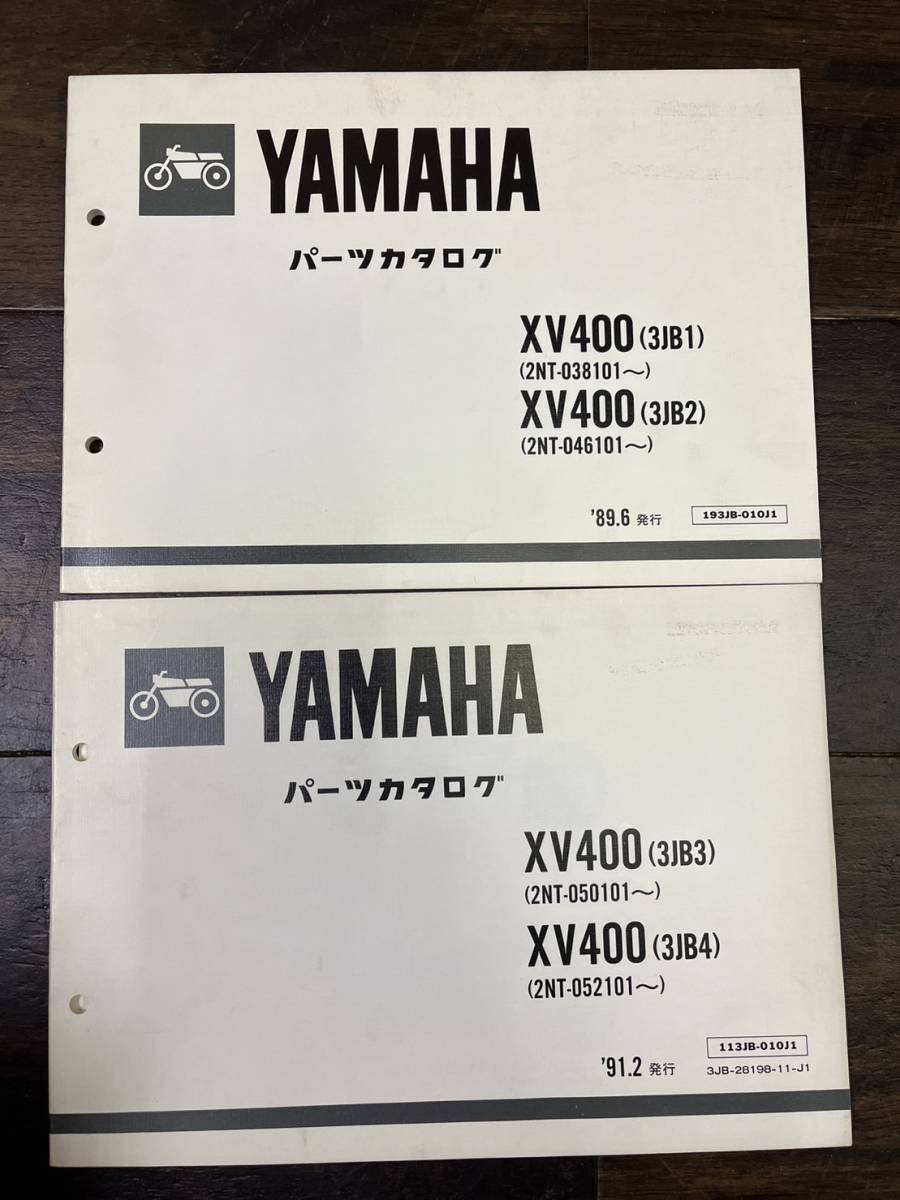 YAMAHA
パーツカタログ
XV400 (3JB1)
(2NT-038101〜)
XV400 (3JB2)
(2NT-046101〜)
'89.6 発行 193JB-010J1
YAMAHA
パーツカタログ
XV400 (3JB3)
(2NT-050101〜)
XV400 (3JB4)
(2NT-052101〜)
'91.2 発行 113JB-010J1
3JB-28198-11-J1